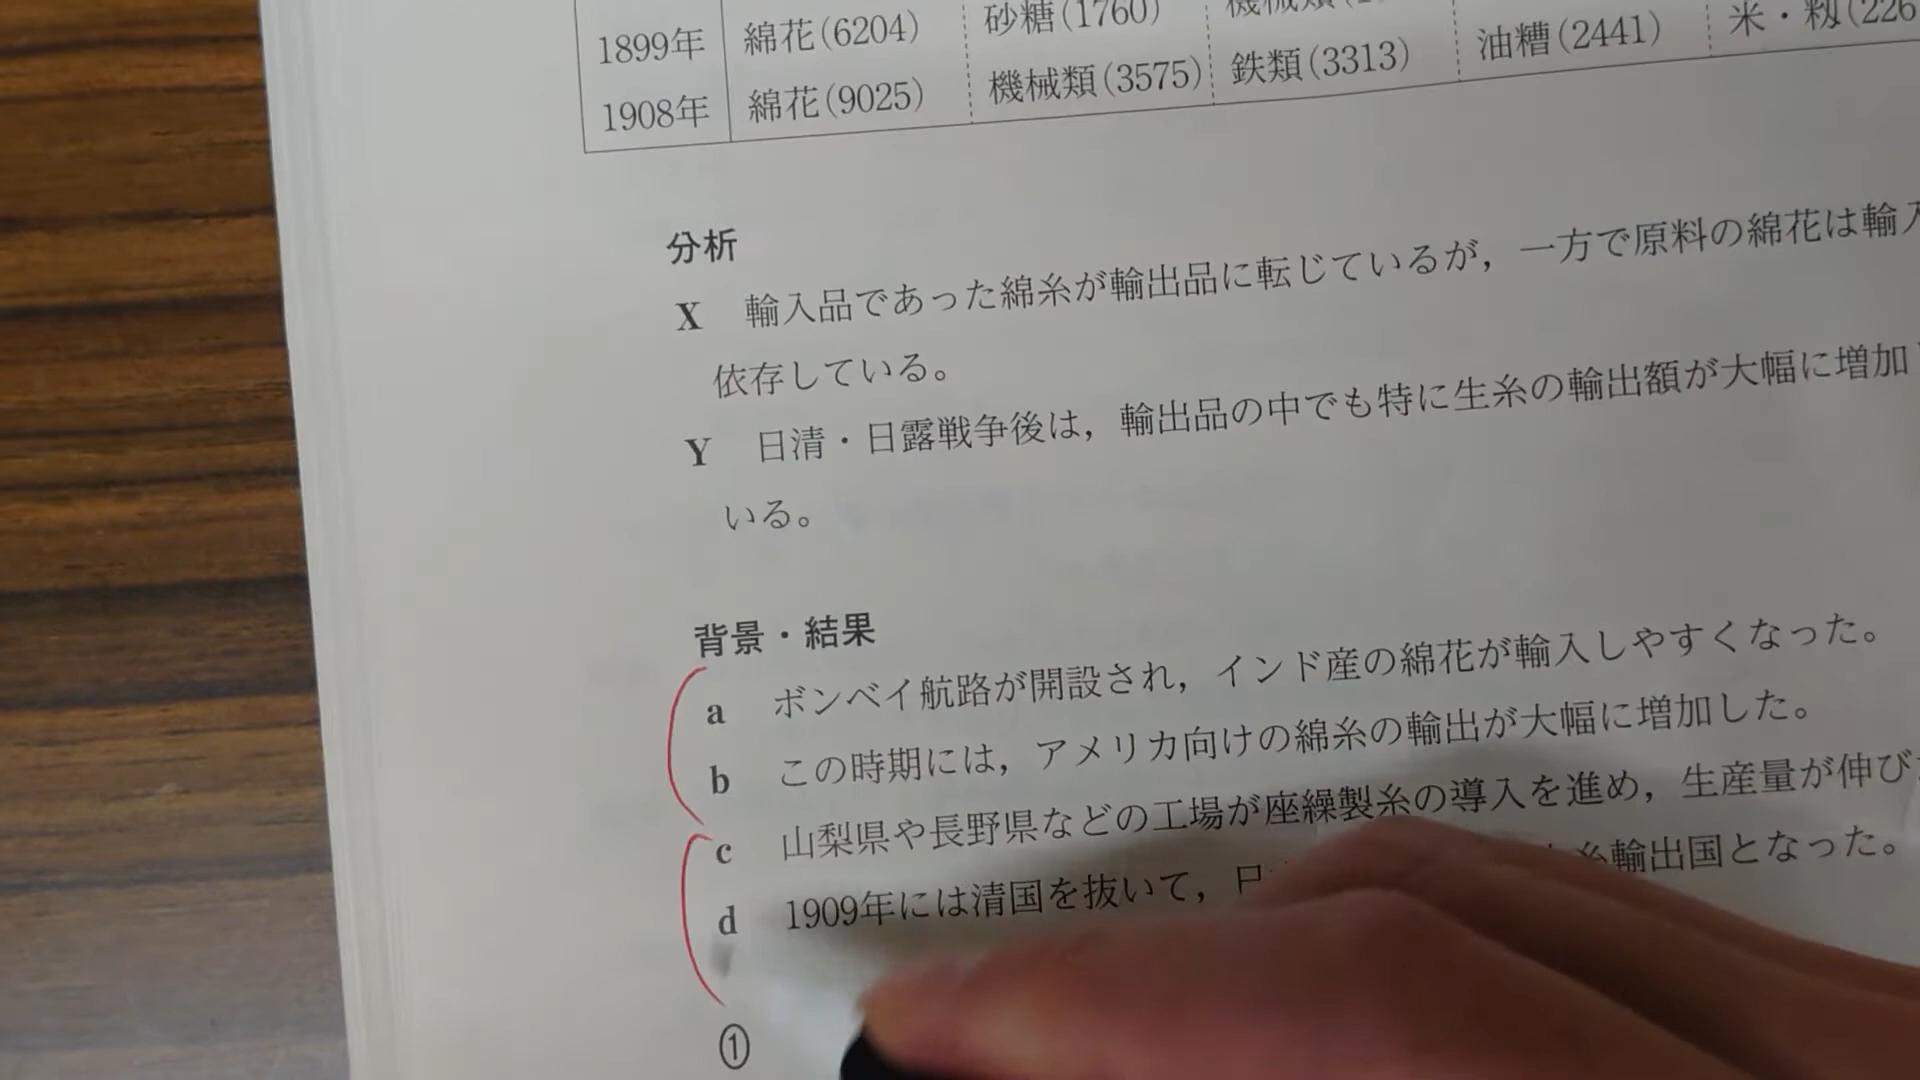 1899年 綿花(6204) 砂糖(1760) 機械類 油糟(2441) 米・籾(226
1908年 綿花(9025) 機械類(3575) 鉄類(3313)
分析
X 輸入品であった綿糸が輸出品に転じているが，一方で原料の綿花は輸入
依存している。
Y 日清・日露戦争後は，輸出品の中でも特に生糸の輸出額が大幅に増加
いる。
背景・結果
a ボンベイ航路が開設され，インド産の綿花が輸入しやすくなった。
b この時期には，アメリカ向けの綿糸の輸出が大幅に増加した。
c 山梨県や長野県などの工場が座繰製糸の導入を進め，生産量が伸び
d 1909年には清国を抜いて， 糸輸出国となった。
①